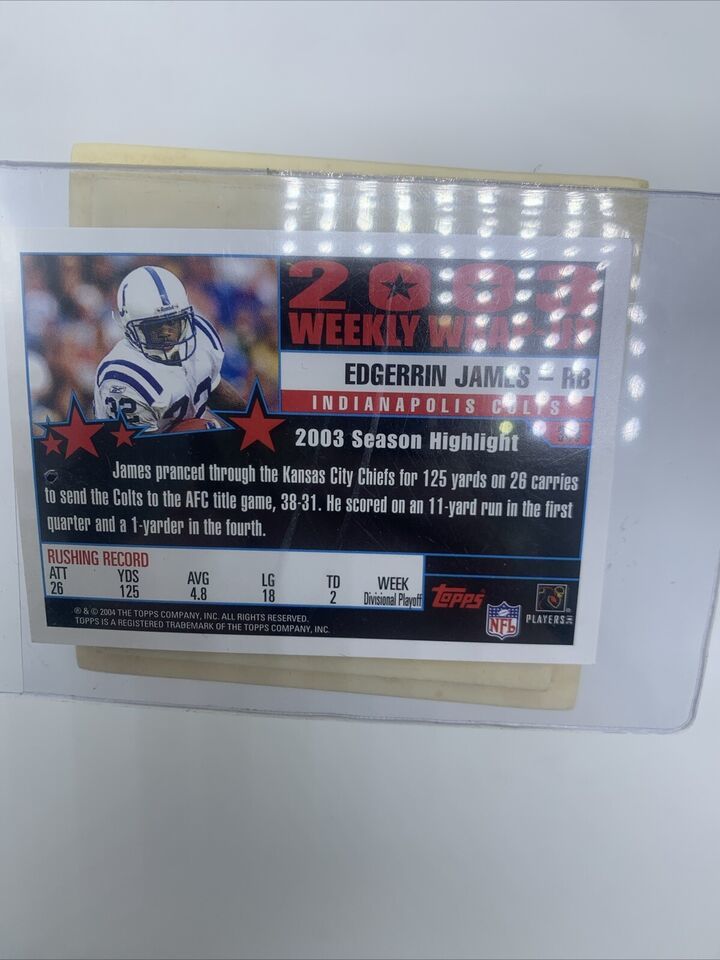 2003
WEEKLY WRAP-UP
EDGERRIN JAMES – RB
INDIANAPOLIS COLTS
32
2003 Season Highlight
James pranced through the Kansas City Chiefs for 125 yards on 26 carries
to send the Colts to the AFC title game, 38-31. He scored on an 11-yard run in the first
quarter and a 1-yarder in the fourth.
RUSHING RECORD
ATT YDS AVG LG TD WEEK
26 125 4.8 18 2 Divisional Playoff
® & © 2004 THE TOPPS COMPANY, INC. ALL RIGHTS RESERVED.
TOPPS IS A REGISTERED TRADEMARK OF THE TOPPS COMPANY, INC.
Topps
NFL
PLAYERS